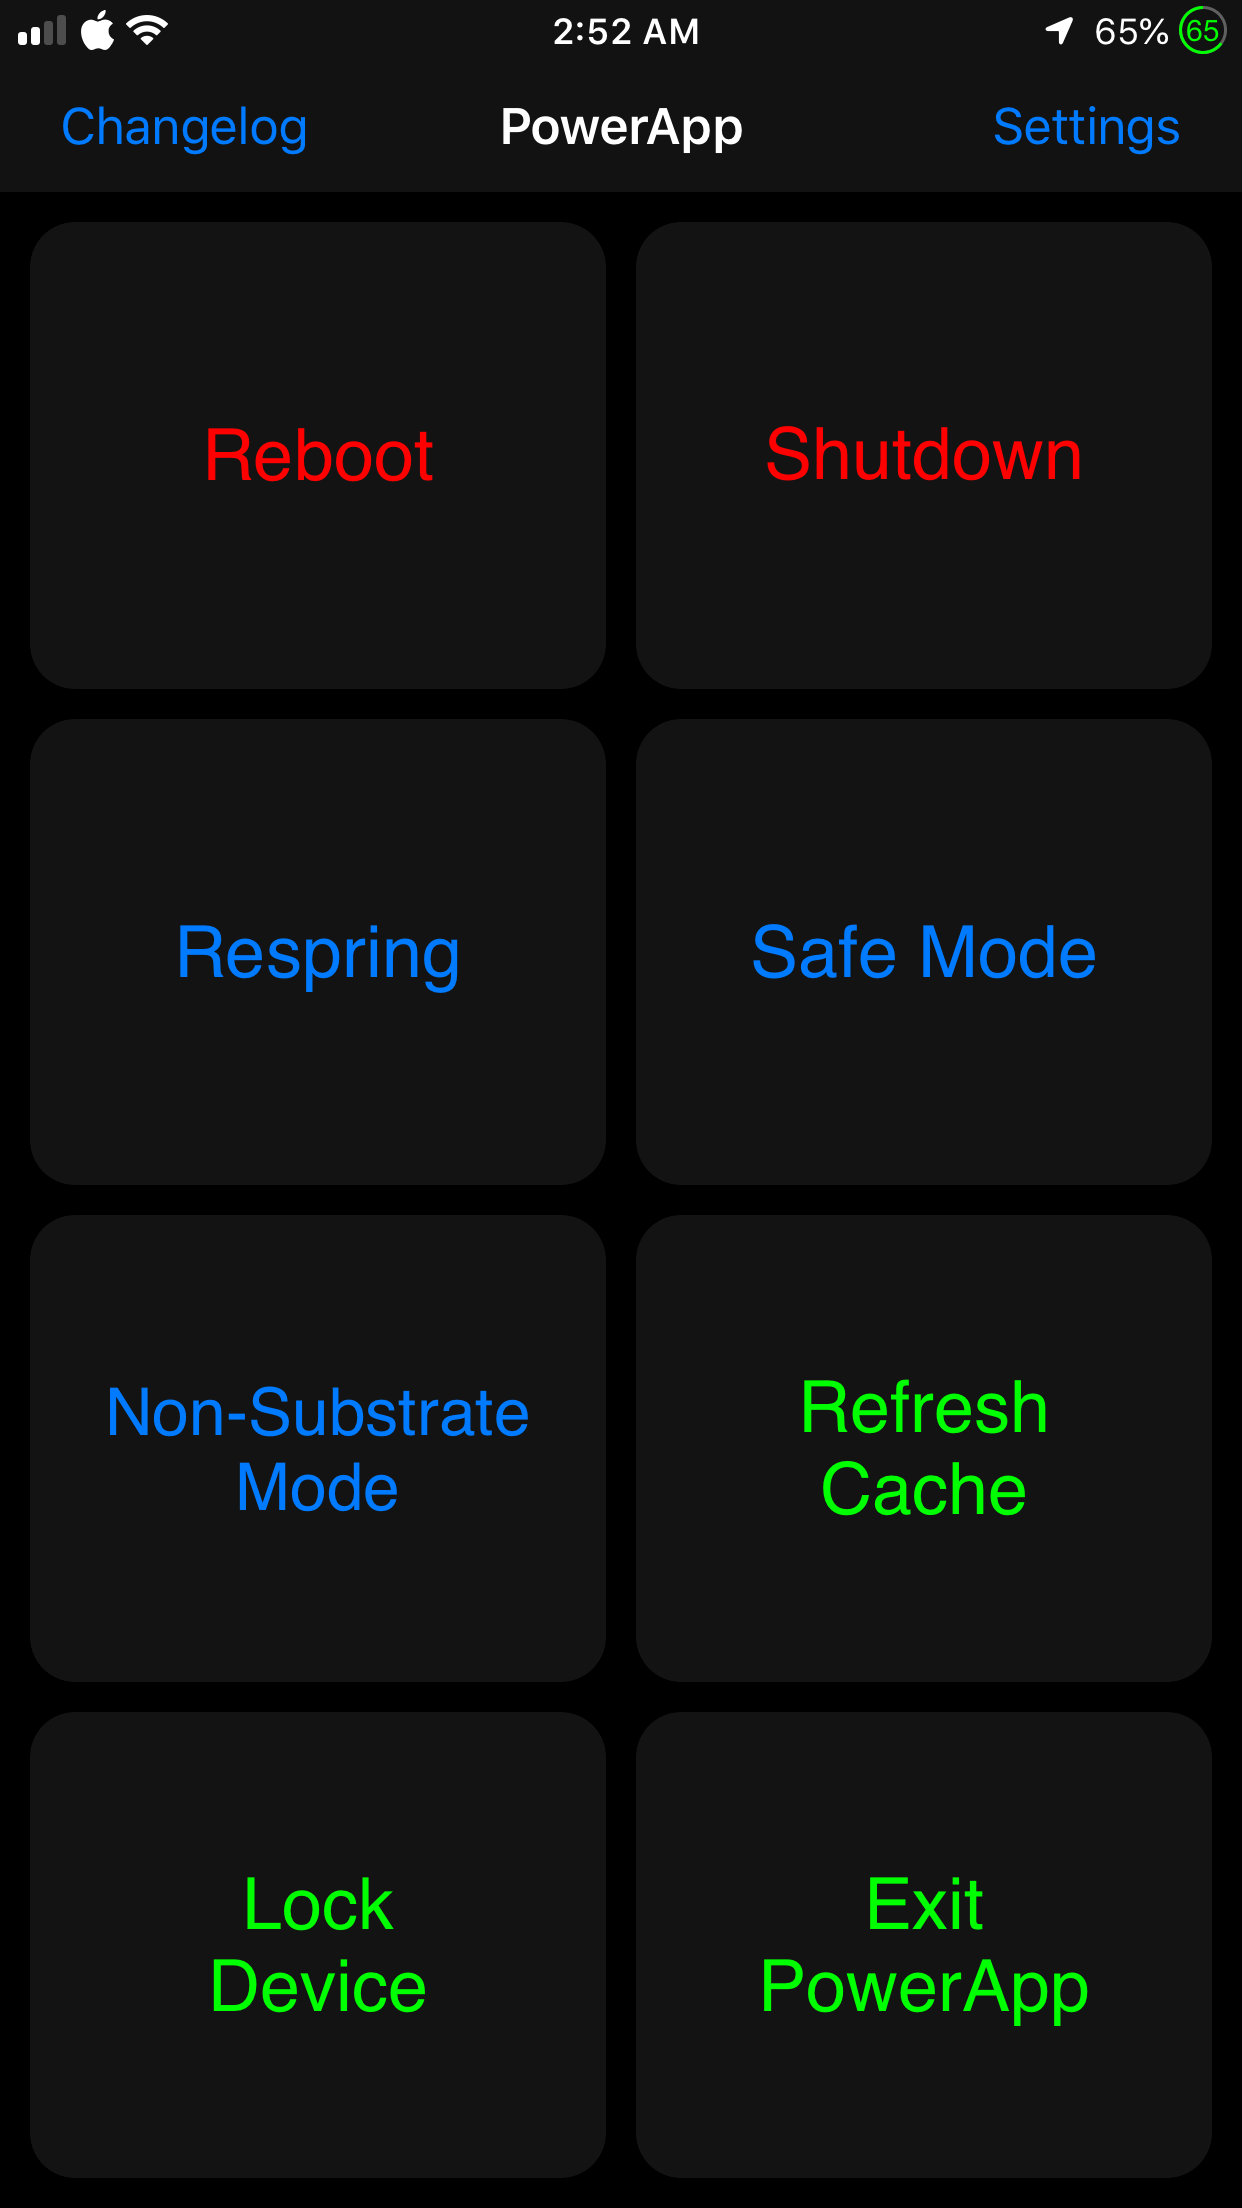 2:52 AM 65% 65
Changelog PowerApp Settings
Reboot Shutdown
Respring Safe Mode
Non-Substrate
Mode
Refresh
Cache
Lock
Device
Exit
PowerApp